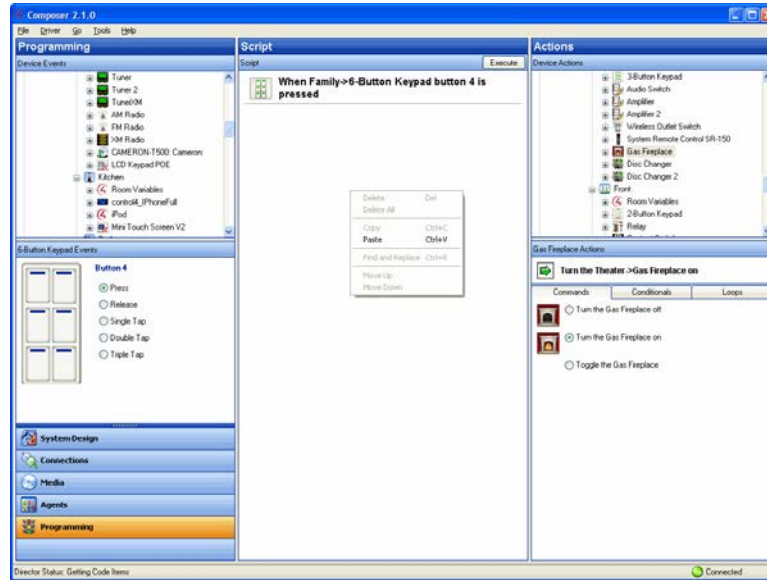 Composer 2.1.0
File Driver Go Tools Help
Programming
Device Events
Tuner
Tuner 2
TunerXM
AM Radio
FM Radio
XM Radio
CAMERON-T500: Cameron:
LCD Keypad POE
Kitchen
Room Variables
control4_IPhoneFull
iPod
Mini Touch Screen V2
6-Button Keypad Events
Button 4
Press
Release
Single Tap
Double Tap
Triple Tap
System Design
Connections
Media
Agents
Programming
Director Status: Getting Code Items
Script
Script Execute
When Family->6-Button Keypad button 4 is
pressed
Delete Del
Delete All
Copy Ctrl+C
Paste Ctrl+V
Find and Replace Ctrl+R
Move Up
Move Down
Actions
Device Actions
3-Button Keypad
Audio Switch
Amplifier
Amplifier 2
Wireless Outlet Switch
System Remote Control SR-150
Gas Fireplace
Disc Changer
Disc Changer 2
Front
Room Variables
2-Button Keypad
Relay
Gas Fireplace Actions
Turn the Theater->Gas Fireplace on
Commands Conditionals Loops
Turn the Gas Fireplace off
Turn the Gas Fireplace on
Toggle the Gas Fireplace
Connected